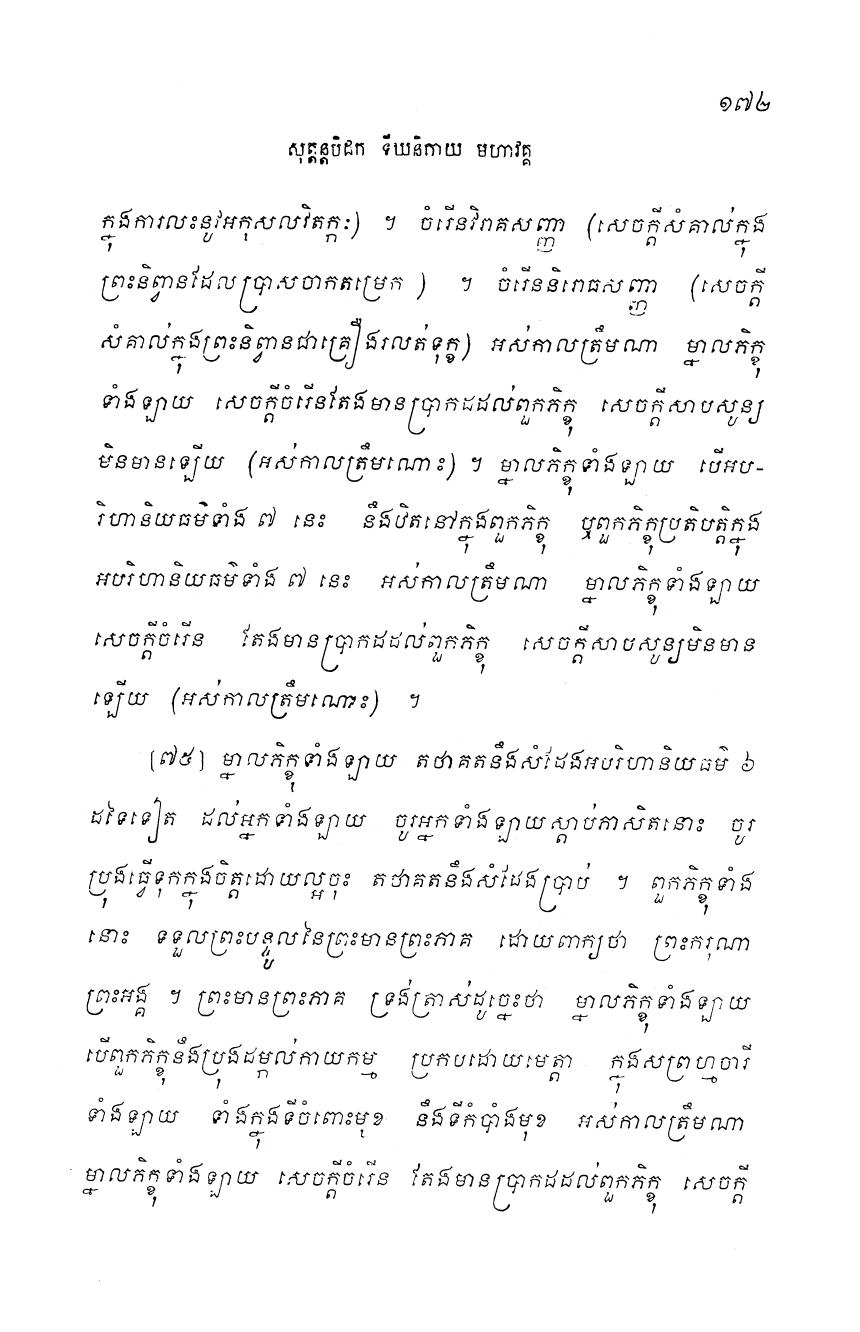 ១៧២
សុត្តន្តបិដក ទីឃនិកាយ មហាវគ្គ
ក្នុងការលះនូវអកុសលវិតក្កៈ) ។ ចំរើនវិរាគសញ្ញា (សេចក្តីសំគាល់ក្នុង
ព្រះនិព្វានដែលប្រាសចាកតម្រេក ) ។ ចំរើននិរោធសញ្ញា (សេចក្តី
សំគាល់ក្នុងព្រះនិព្វានជាគ្រឿងរលត់ទុក្ខ) អស់កាលត្រឹមណា ម្នាលភិក្ខុ
ទាំងឡាយ សេចក្តីចំរើនតែងមានប្រាកដដល់ពួកភិក្ខុ សេចក្តីសាបសូន្យ
មិនមានឡើយ (អស់កាលត្រឹមណោះ) ។ ម្នាលភិក្ខុទាំងឡាយ បើអប-
រិហានិយធម៌ទាំង ៧ នេះ នឹងឋិតនៅក្នុងពួកភិក្ខុ ឬពួកភិក្ខុប្រតិបត្តិក្នុង
អបរិហានិយធម៌ទាំង ៧ នេះ អស់កាលត្រឹមណា ម្នាលភិក្ខុទាំងឡាយ
សេចក្តីចំរើន តែងមានប្រាកដដល់ពួកភិក្ខុ សេចក្តីសាបសូន្យមិនមាន
ឡើយ (អស់កាលត្រឹមណោះ) ។
[៧៥] ម្នាលភិក្ខុទាំងឡាយ តថាគតនឹងសំដែងអបរិហានិយធម៌ ៦
ដទៃទៀត ដល់អ្នកទាំងឡាយ ចូរអ្នកទាំងឡាយស្តាប់ភាសិតនោះ ចូរ
ប្រុងធ្វើទុកក្នុងចិត្តដោយល្អចុះ តថាគតនឹងសំដែងប្រាប់ ។ ពួកភិក្ខុទាំង
នោះ ទទួលព្រះបន្ទូលនៃព្រះមានព្រះភាគ ដោយពាក្យថា ព្រះករុណា
ព្រះអង្គ ។ ព្រះមានព្រះភាគ ទ្រង់ត្រាស់ដូច្នេះថា ម្នាលភិក្ខុទាំងឡាយ
បើពួកភិក្ខុនឹងប្រុងដម្កល់កាយកម្ម ប្រកបដោយមេត្តា ក្នុងសព្រហ្មចារី
ទាំងឡាយ ទាំងក្នុងទីចំពោះមុខ នឹងទីកំបាំងមុខ អស់កាលត្រឹមណា
ម្នាលភិក្ខុទាំងឡាយ សេចក្តីចំរើន តែងមានប្រាកដដល់ពួកភិក្ខុ សេចក្តី